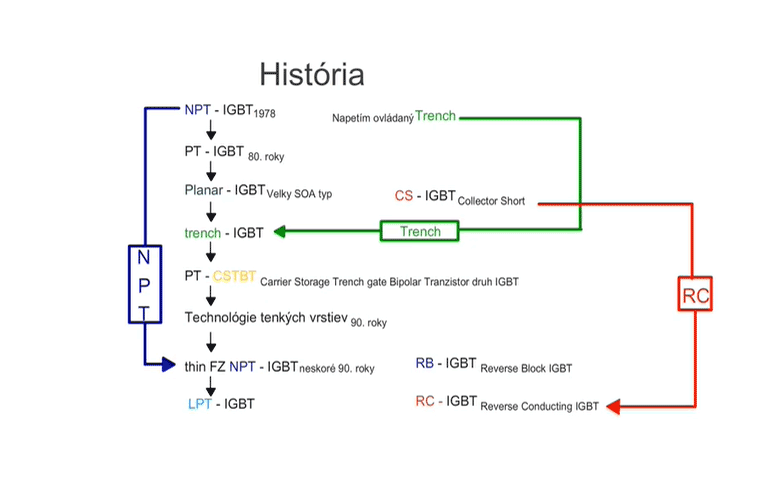 História
NPT - IGBT 1978
Napetím ovládaný Trench
PT - IGBT 80. roky
Planar - IGBT Velky SOA typ
CS - IGBT Collector Short
trench - IGBT
Trench
N
P
T
PT - CSTBT Carrier Storage Trench gate Bipolar Tranzistor druh IGBT
RC
Technológie tenkých vrstiev 90. roky
thin FZ NPT - IGBT neskoré 90. roky
RB - IGBT Reverse Block IGBT
LPT - IGBT
RC - IGBT Reverse Conducting IGBT